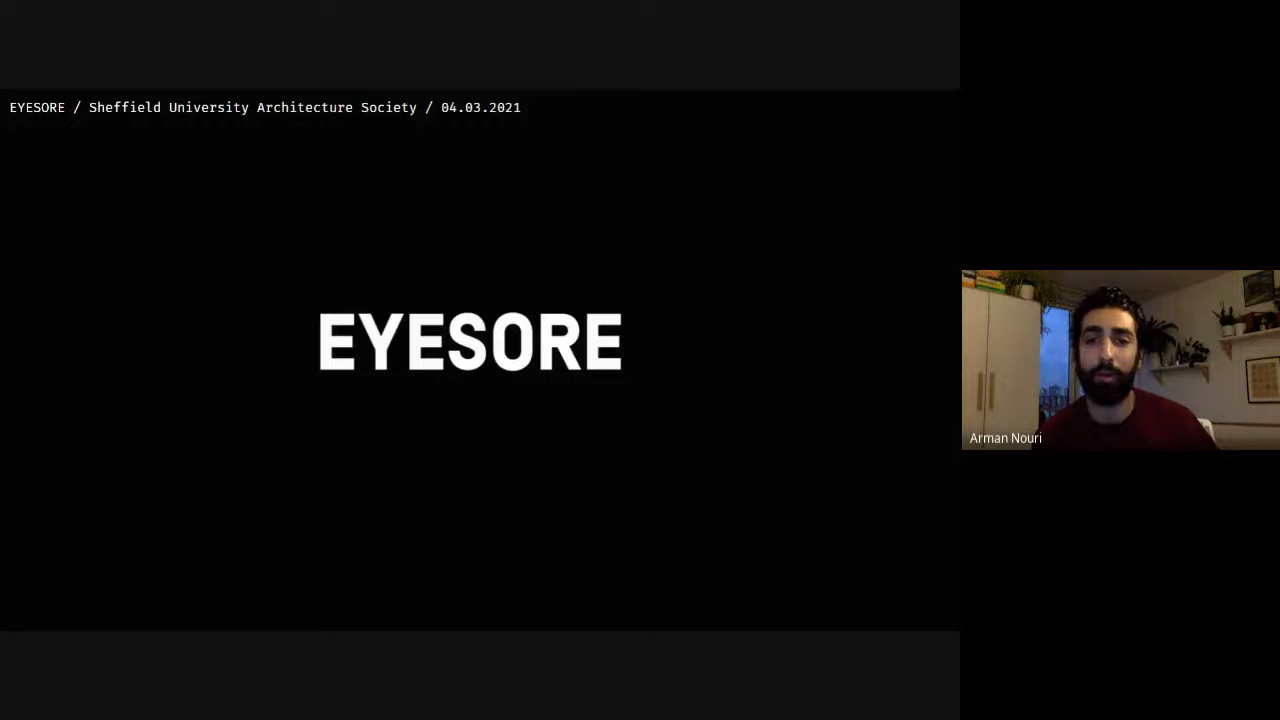 EYESORE / Sheffield University Architecture Society / 04.03.2021
EYESORE
Arman Nouri